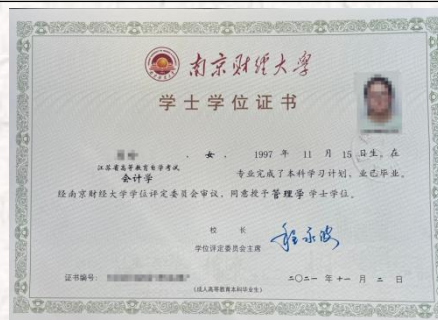 南京财经大学
学士学位证书
，女，1997 年 11 月 15 日生。在
江苏省高等教育自学考试
会计学 专业完成了本科学习计划，业已毕业。
经南京财经大学学位评定委员会审议，同意授予管理学学士学位。
校 长
学位评定委员会主席
程永波
证书编号：
二〇二一 年 十一 月 二 日
（成人高等教育本科毕业生）